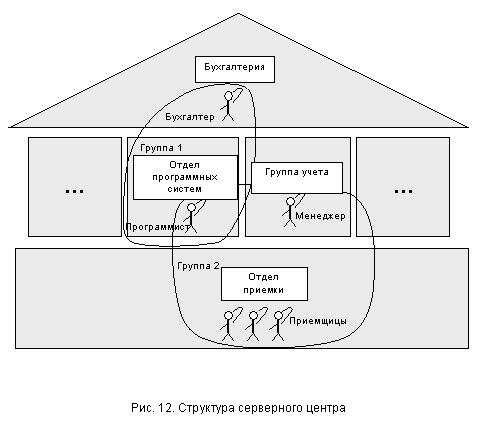 Бухгалтерия
Бухгалтер
Группа 1
Отдел
программных
систем
Группа учета
...
...
Программист
Менеджер
Группа 2
Отдел
приемки
Приемщицы
Рис. 12. Структура серверного центра